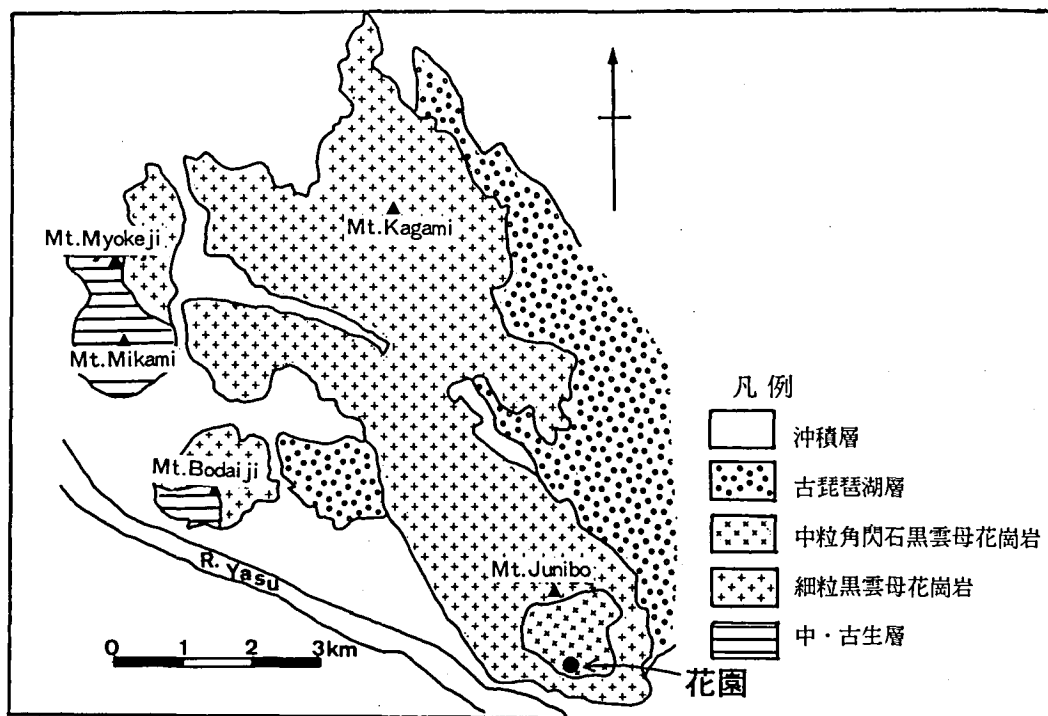 Mt.Kagami
Mt.Myokeji
Mt.Mikami
Mt.Bodaiji
R. Yasu
Mt.Junibo
花園
0 1 2 3km
凡例
沖積層
古琵琶湖層
中粒角閃石黒雲母花崗岩
細粒黒雲母花崗岩
中・古生層